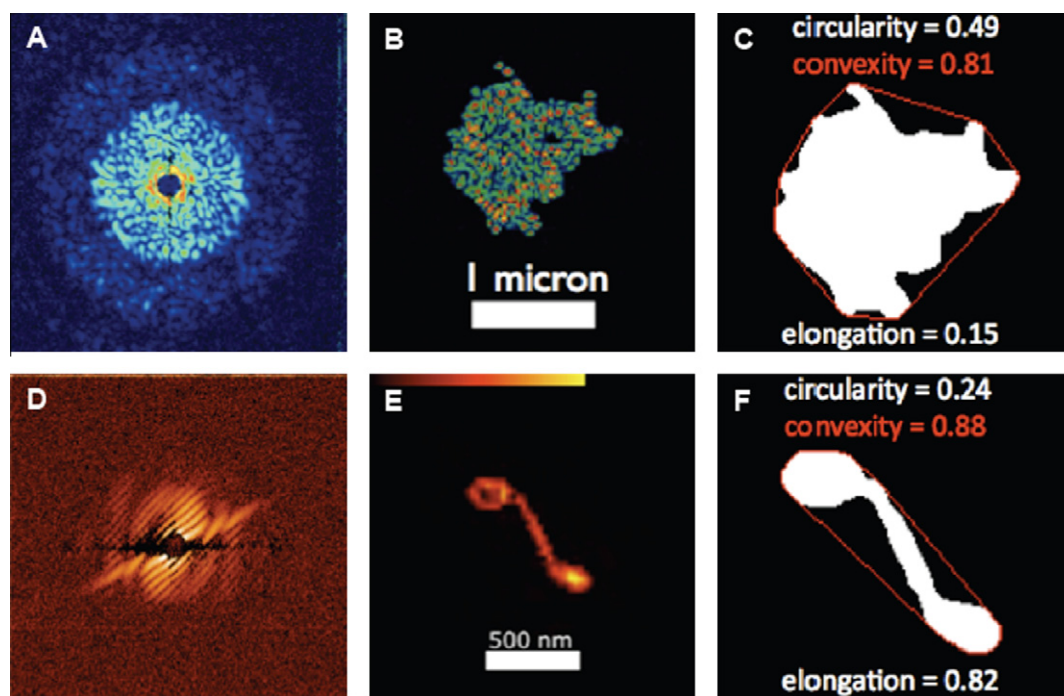 A
B
l micron
C
circularity = 0.49
convexity = 0.81
elongation = 0.15
D
E
500 nm
F
circularity = 0.24
convexity = 0.88
elongation = 0.82